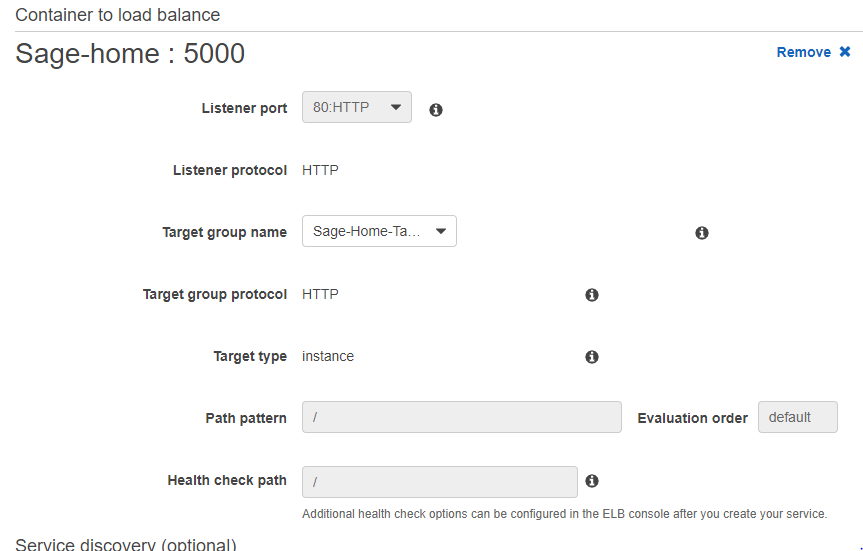 Container to load balance
Sage-home : 5000
Remove ✖
Listener port 80:HTTP
Listener protocol HTTP
Target group name Sage-Home-Ta...
Target group protocol HTTP
Target type instance
Path pattern / Evaluation order default
Health check path /
Additional health check options can be configured in the ELB console after you create your service.
Service discovery (optional)